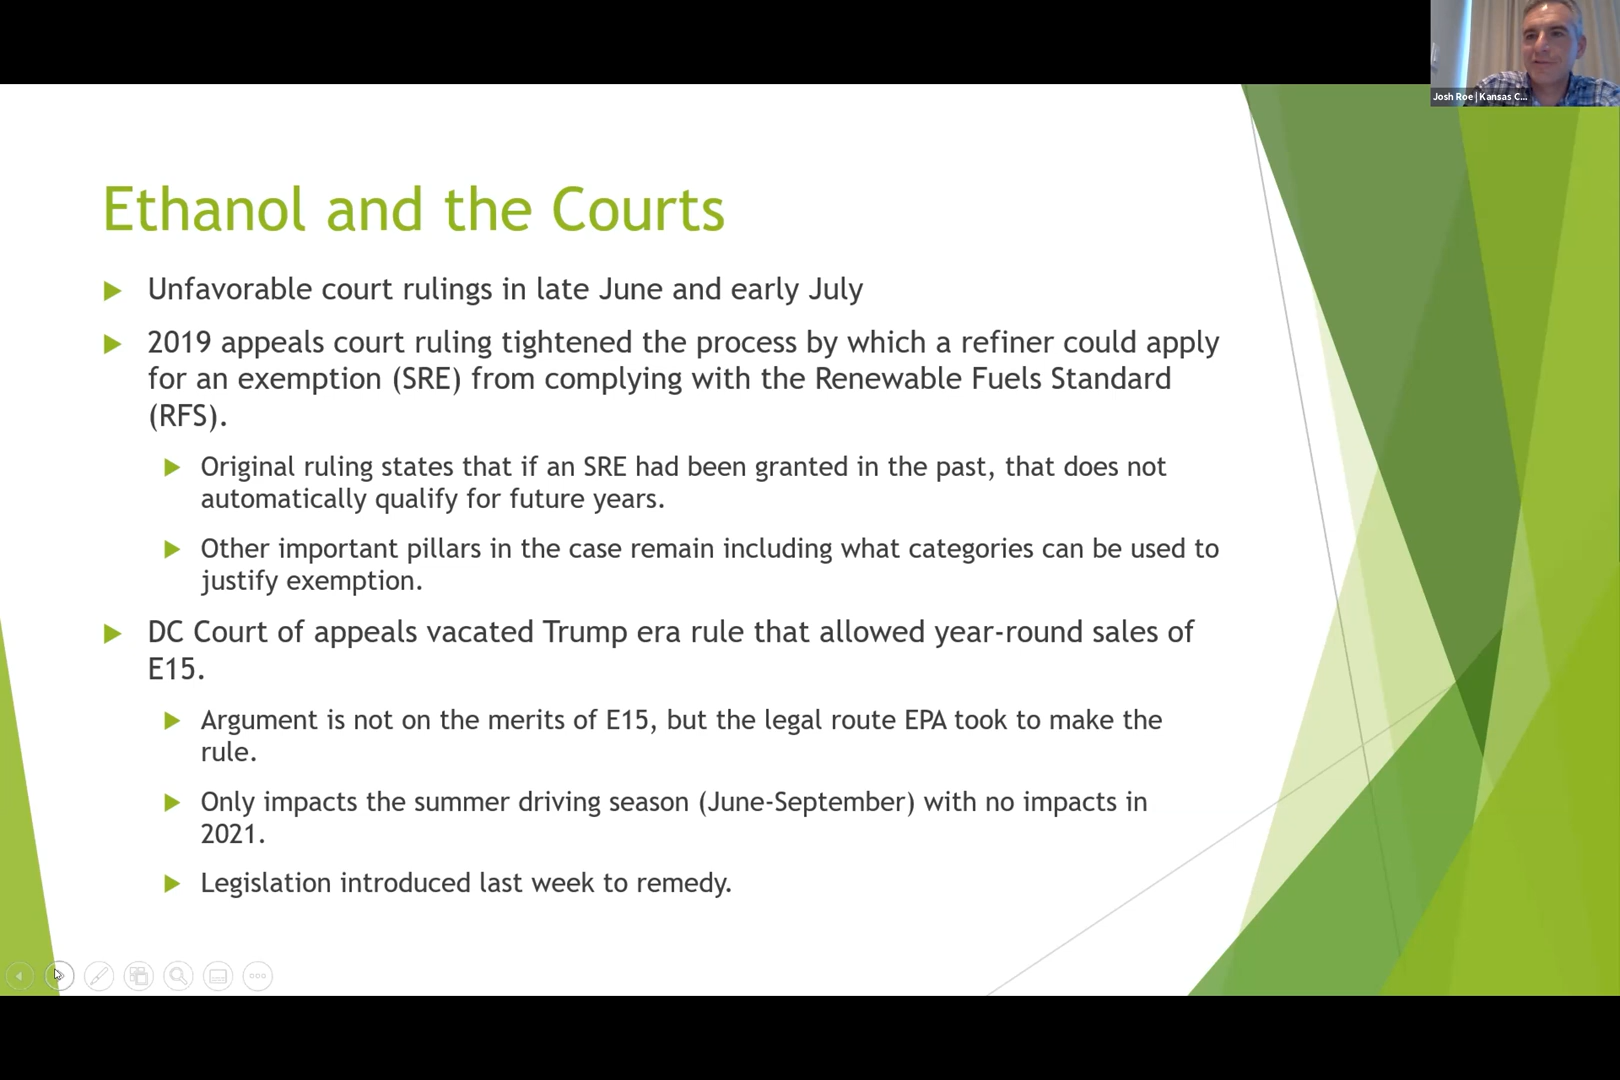 Josh Roe | Kansas C...
Ethanol and the Courts
Unfavorable court rulings in late June and early July
2019 appeals court ruling tightened the process by which a refiner could apply
for an exemption (SRE) from complying with the Renewable Fuels Standard
(RFS).
Original ruling states that if an SRE had been granted in the past, that does not
automatically qualify for future years.
Other important pillars in the case remain including what categories can be used to
justify exemption.
DC Court of appeals vacated Trump era rule that allowed year-round sales of
E15.
Argument is not on the merits of E15, but the legal route EPA took to make the
rule.
Only impacts the summer driving season (June-September) with no impacts in
2021.
Legislation introduced last week to remedy.